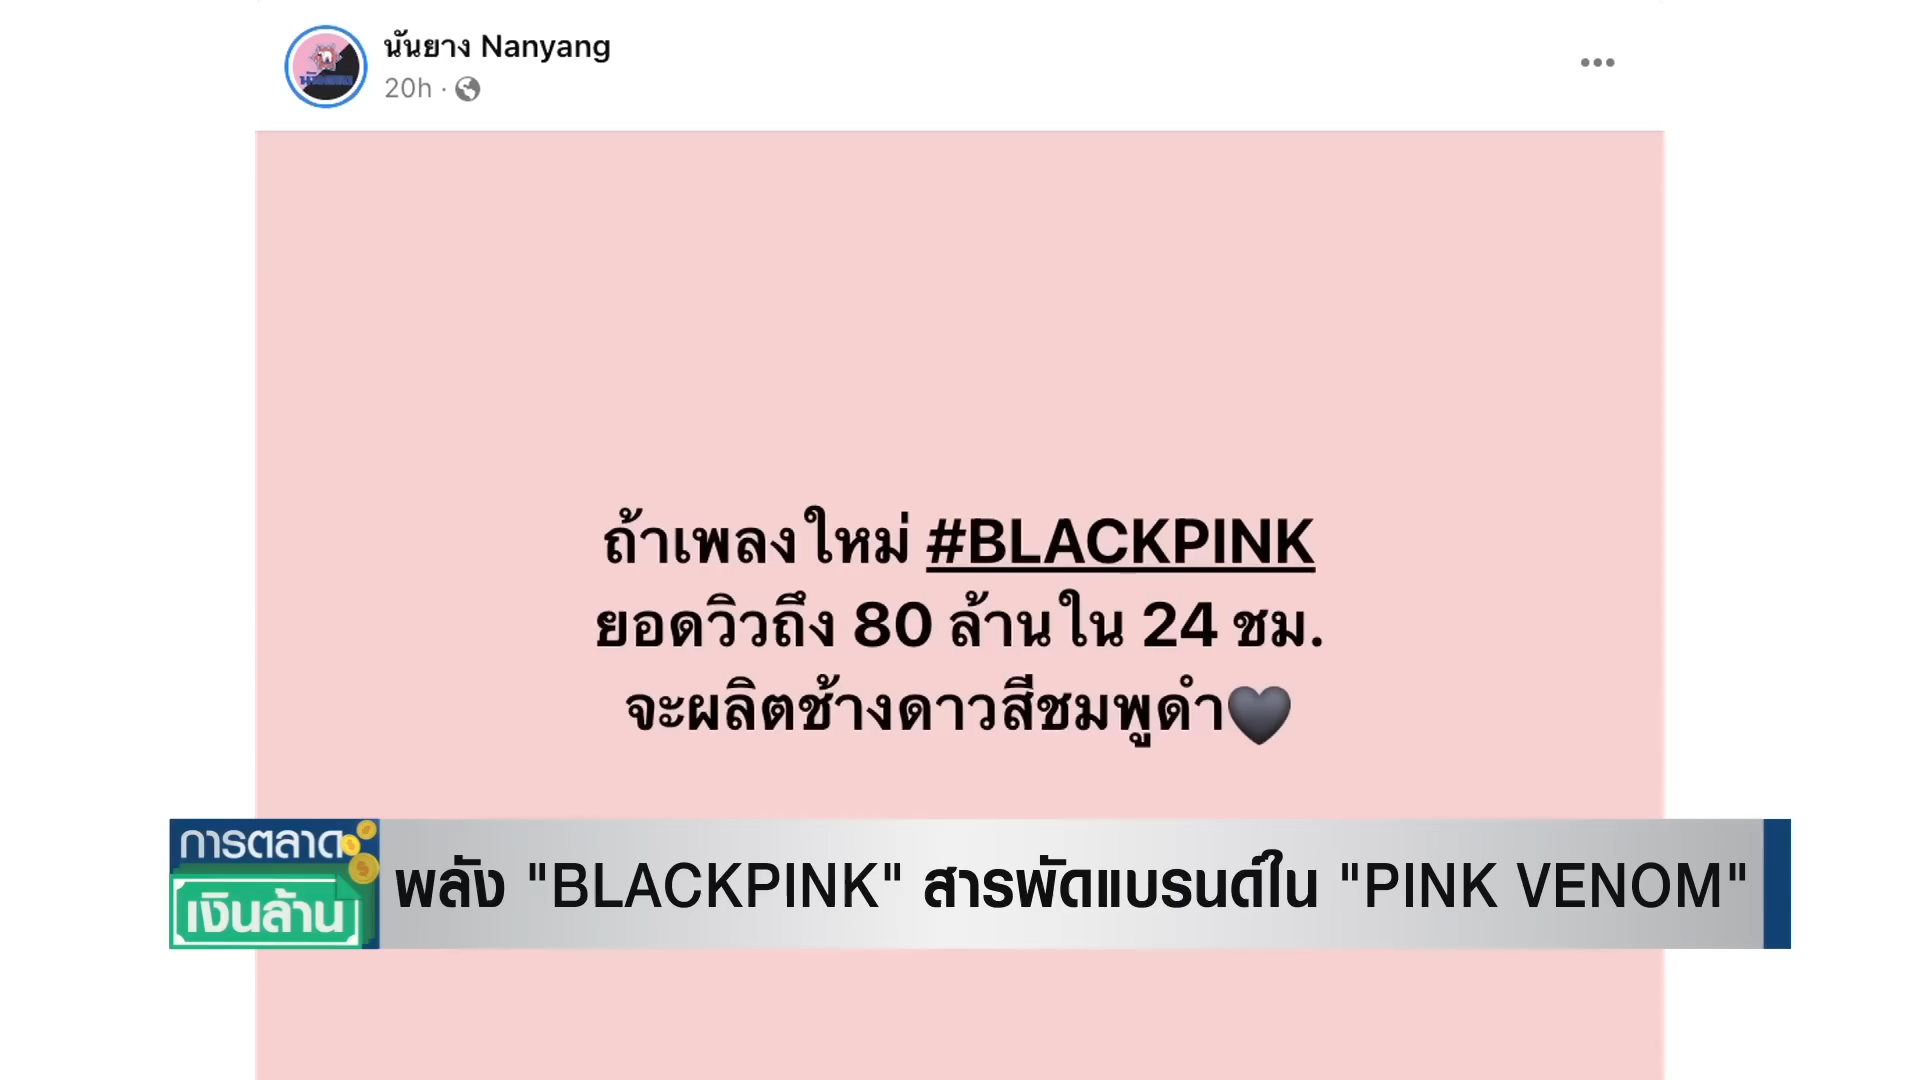 นันยาง Nanyang
20h
ถ้าเพลงใหม่ #BLACKPINK
ยอดวิวถึง 80 ล้านใน 24 ชม.
จะผลิตช้างดาวสีชมพูดำ🖤
การตลาด
เงินล้าน
พลัง "BLACKPINK" สารพัดแบรนด์ใน "PINK VENOM"